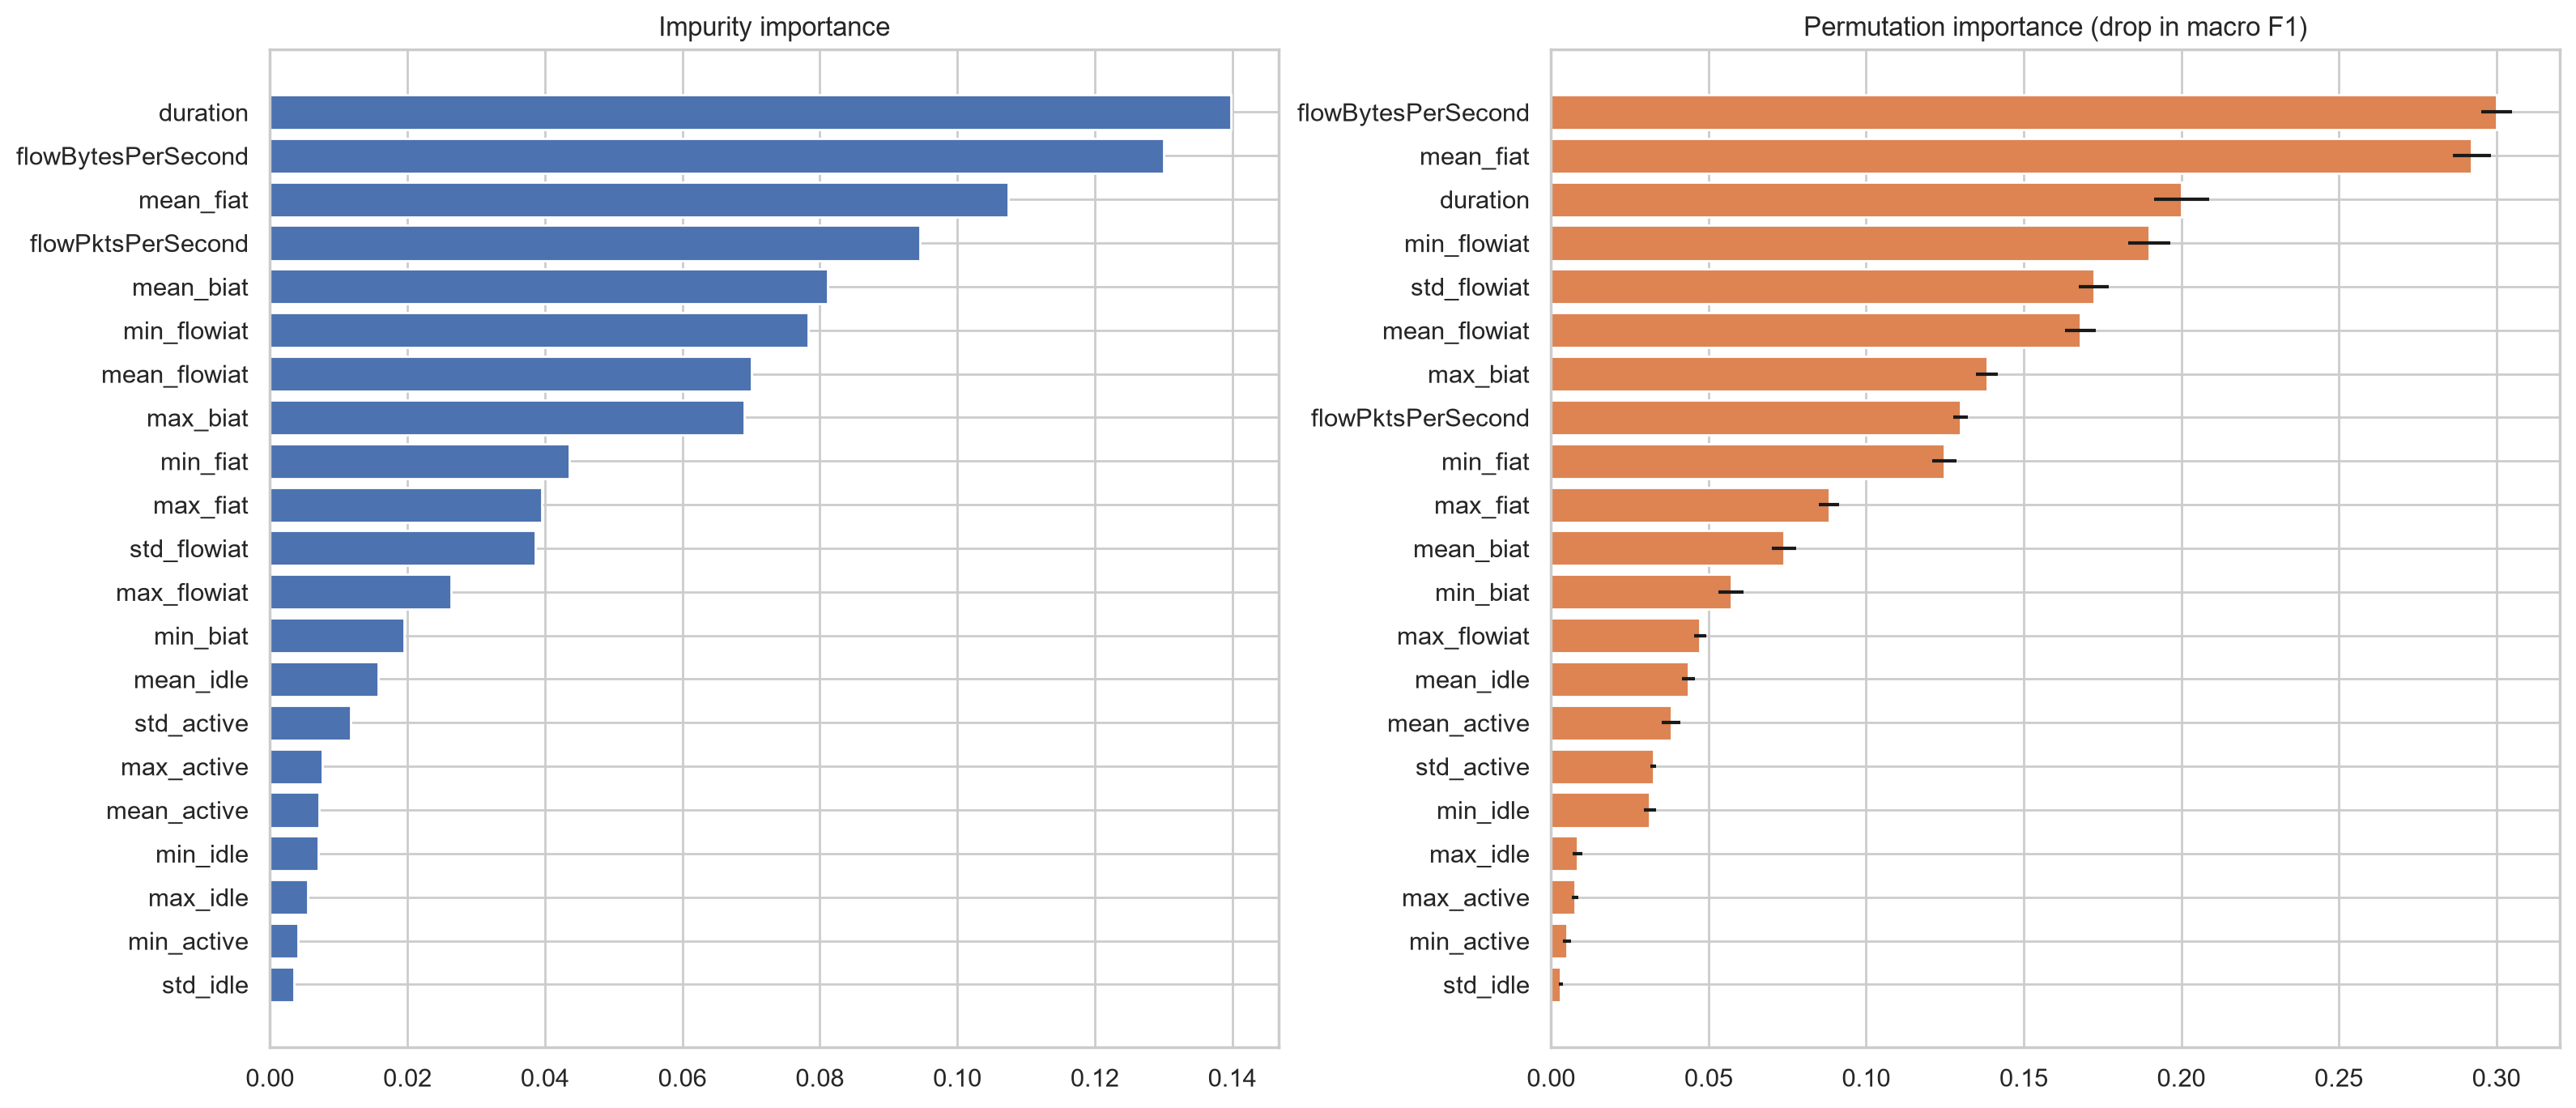 Impurity importance
duration
flowBytesPerSecond
mean_fiat
flowPktsPerSecond
mean_biat
min_flowiat
mean_flowiat
max_biat
min_fiat
max_fiat
std_flowiat
max_flowiat
min_biat
mean_idle
std_active
max_active
mean_active
min_idle
max_idle
min_active
std_idle
0.00 0.02 0.04 0.06 0.08 0.10 0.12 0.14
Permutation importance (drop in macro F1)
flowBytesPerSecond
mean_fiat
duration
min_flowiat
std_flowiat
mean_flowiat
max_biat
flowPktsPerSecond
min_fiat
max_fiat
mean_biat
min_biat
max_flowiat
mean_idle
mean_active
std_active
min_idle
max_idle
max_active
min_active
std_idle
0.00 0.05 0.10 0.15 0.20 0.25 0.30